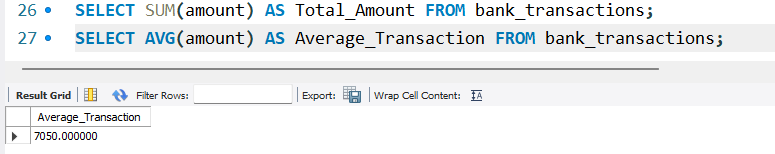 26 SELECT SUM(amount) AS Total_Amount FROM bank_transactions;
27 SELECT AVG(amount) AS Average_Transaction FROM bank_transactions;
Result Grid Filter Rows: Export: Wrap Cell Content:
Average_Transaction
7050.000000